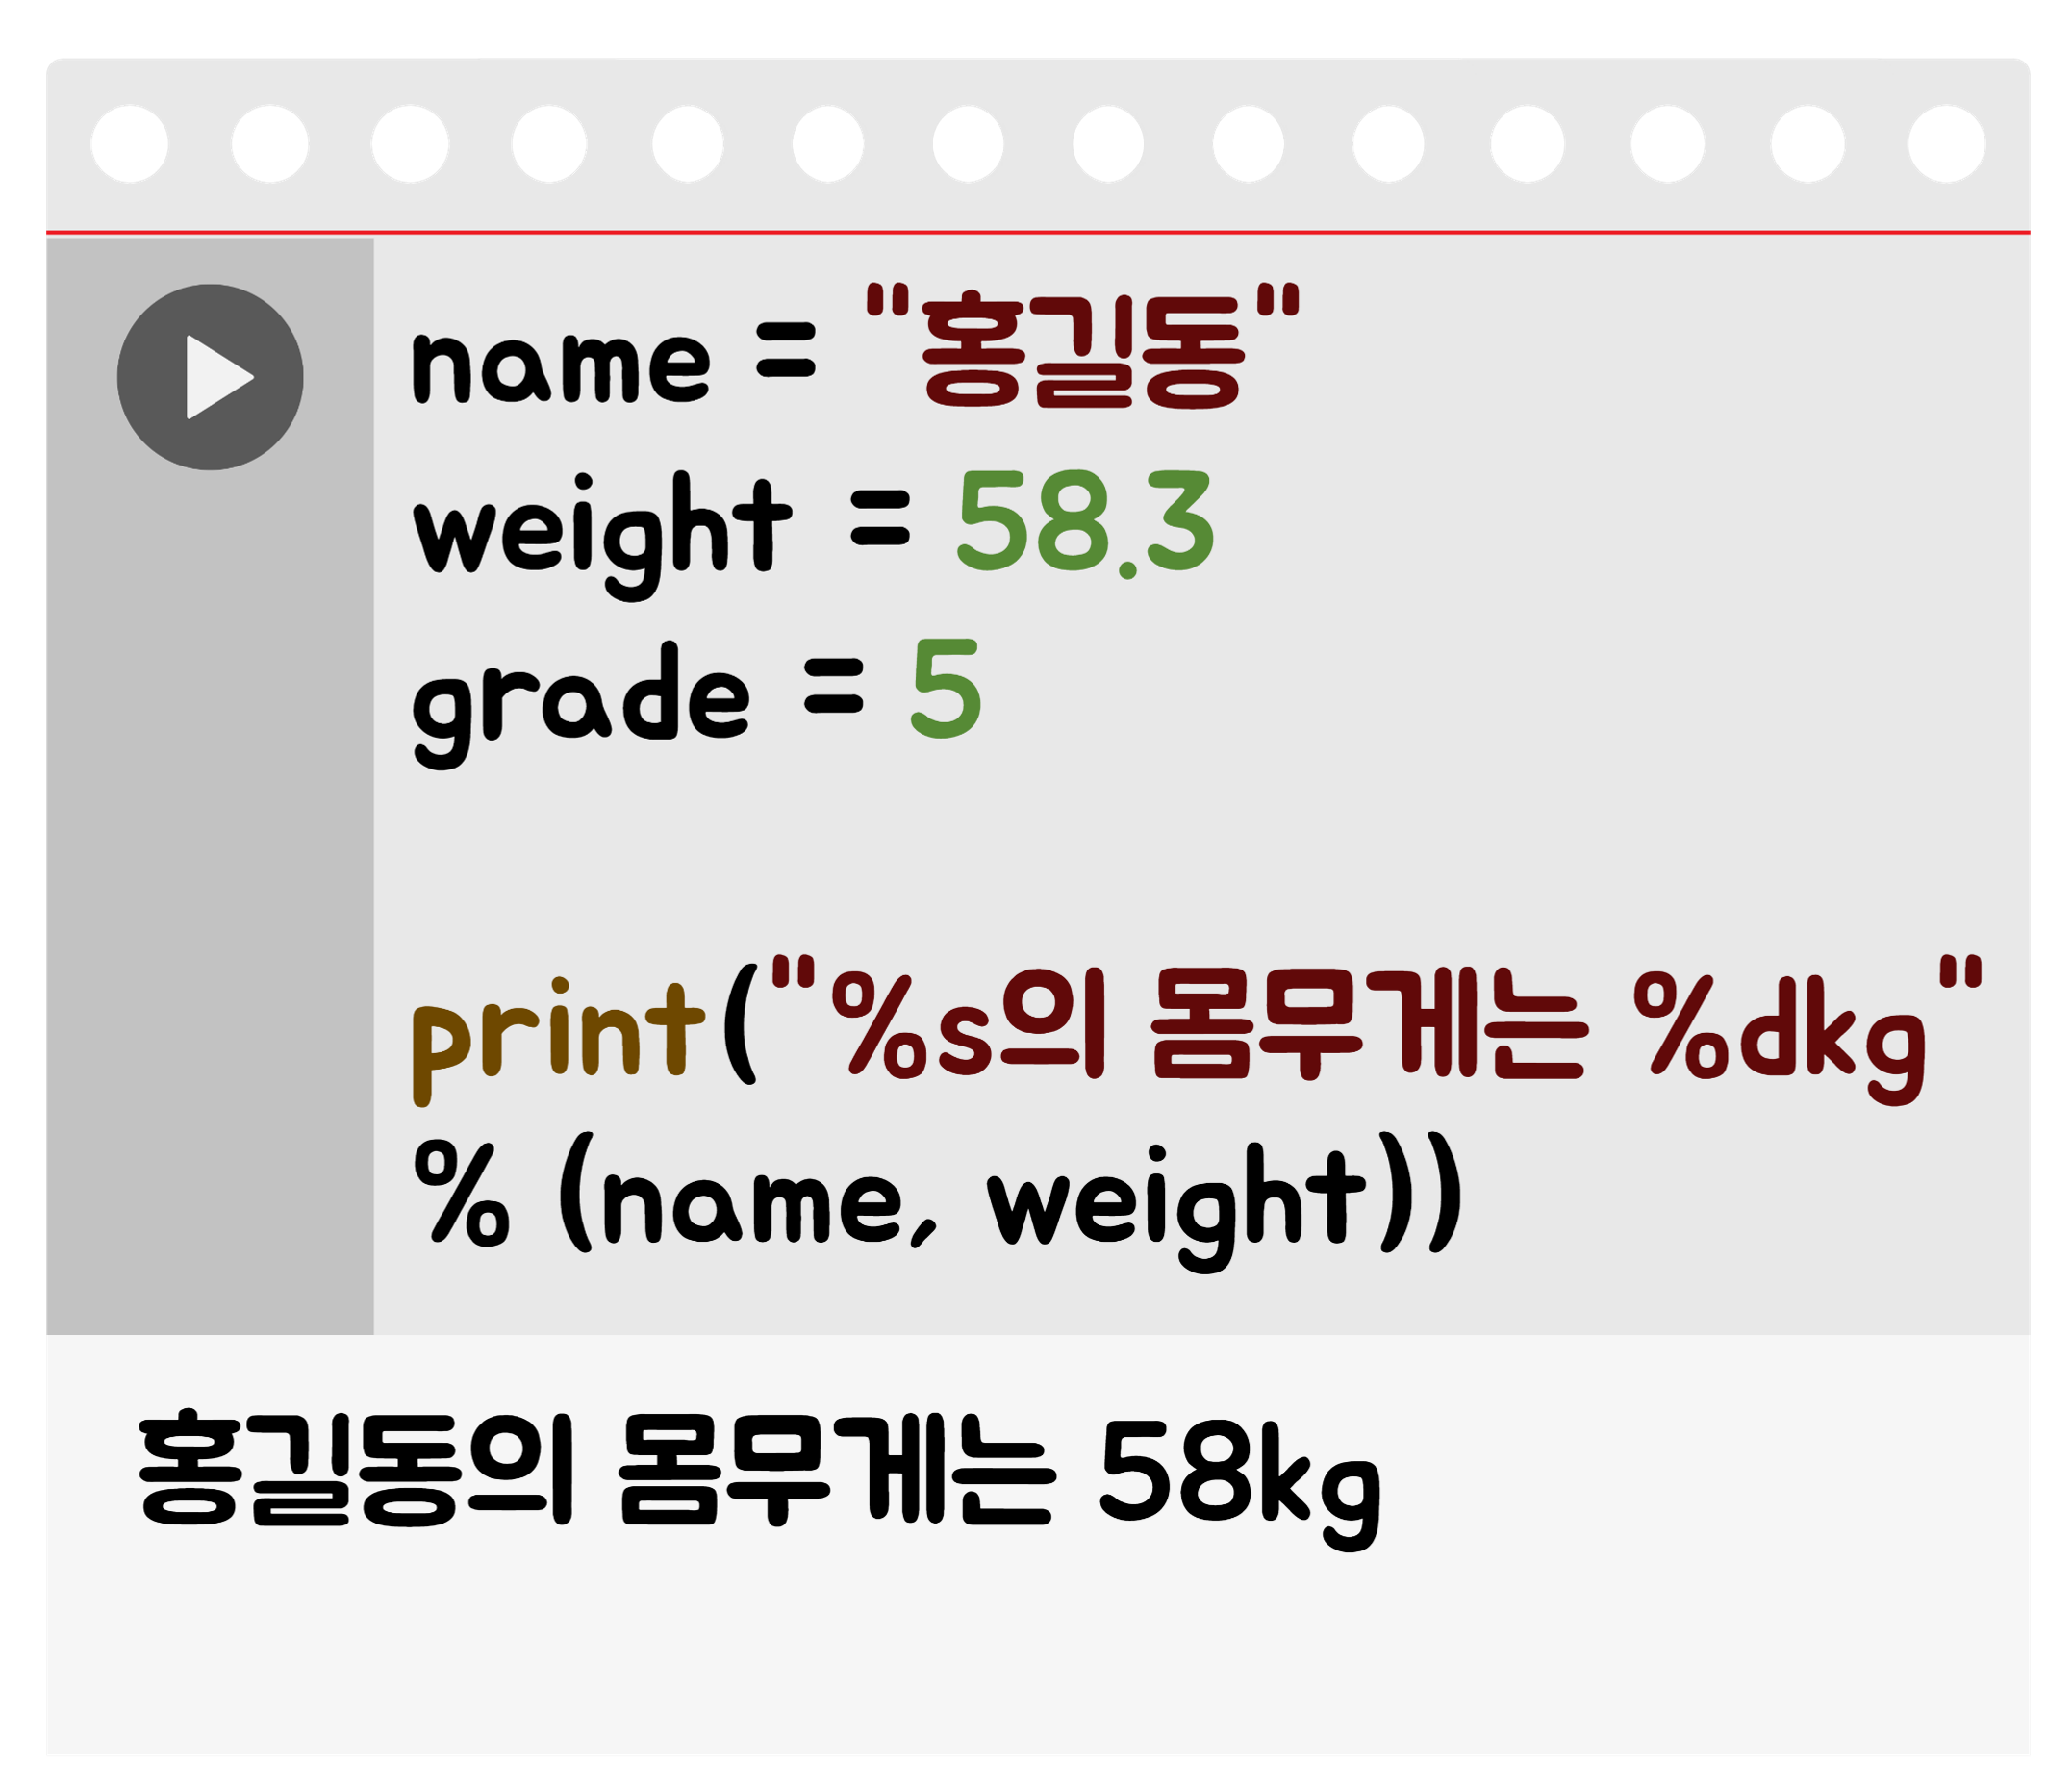 name = "홍길동"
weight = 58.3
grade = 5
print("%s의 몸무게는 %dkg"
% (name, weight))
홍길동의 몸무게는 58kg